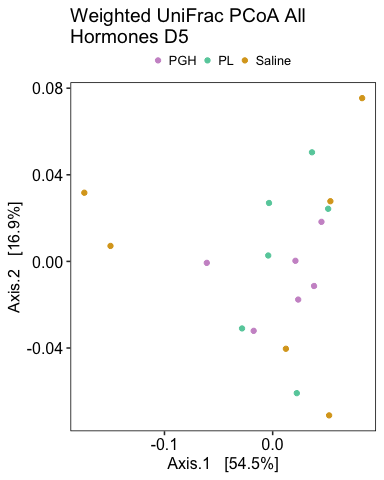 Weighted UniFrac PCoA All
Hormones D5
PGH PL Saline
0.08
0.04
0.00
-0.04
Axis.2 [16.9%]
-0.1 0.0
Axis.1 [54.5%]